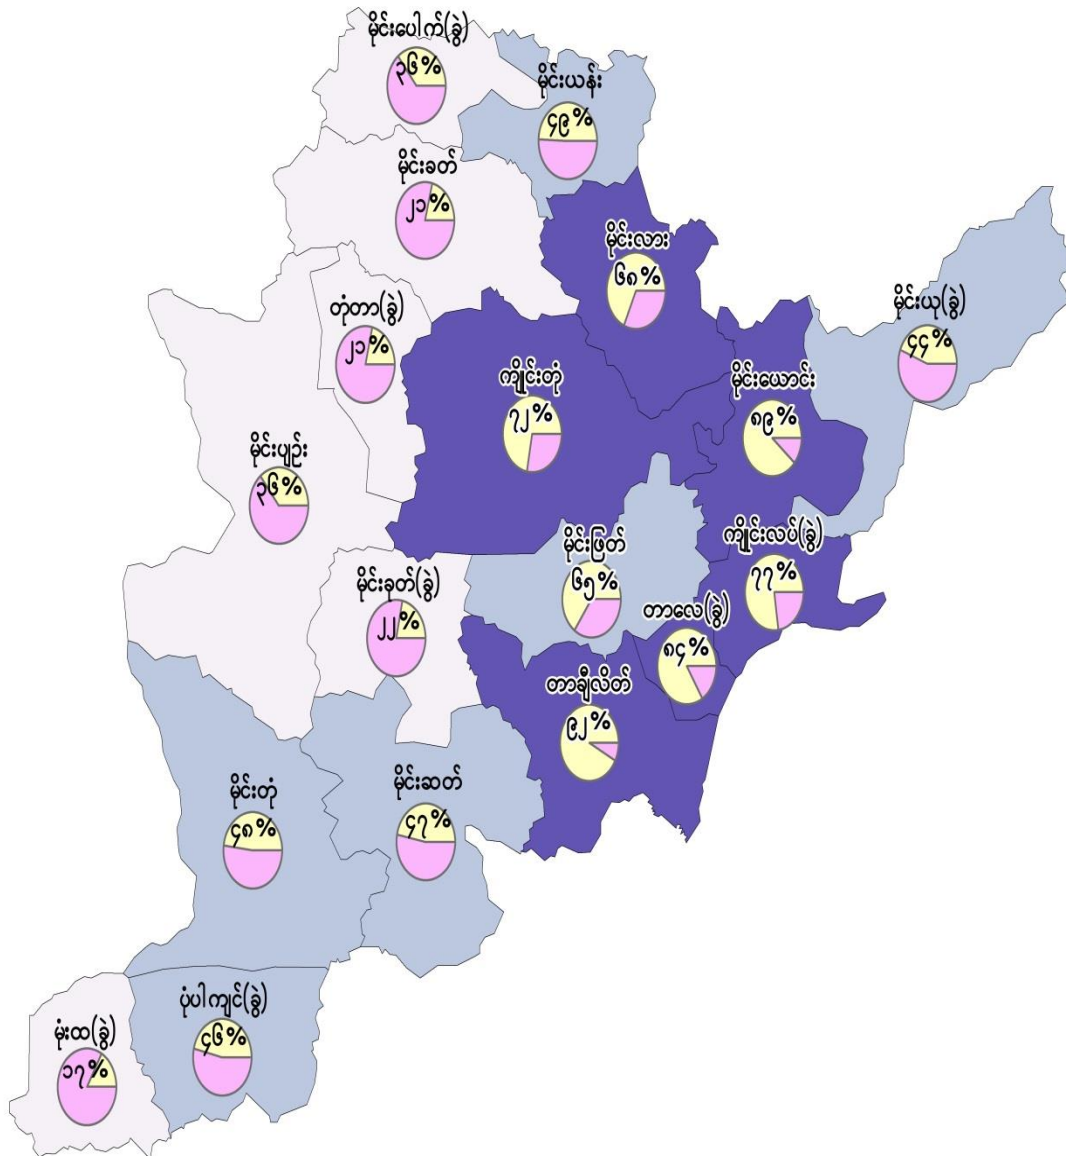 မိုင်းပေါက်(ခွဲ)
၃၆%
မိုင်းယန်း
၄၉%
မိုင်းခတ်
၂၁%
မိုင်းလား
၆၈%
မိုင်းယု(ခွဲ)
၄၄%
တုံတာ(ခွဲ)
၂၁%
ကျိုင်းတုံ
၇၂%
မိုင်းယောင်း
၈၉%
မိုင်းပျဉ်း
၃၆%
မိုင်းဖြတ်
၆၅%
ကျိုင်းလပ်(ခွဲ)
၇၇%
မိုင်းခုတ်(ခွဲ)
၂၂%
တာလေ(ခွဲ)
၈၄%
တာချီလိတ်
၉၂%
မိုင်းတုံ
၄၈%
မိုင်းဆတ်
၄၇%
ပုံပါကျင်(ခွဲ)
၄၆%
မုံးထ(ခွဲ)
၁၇%